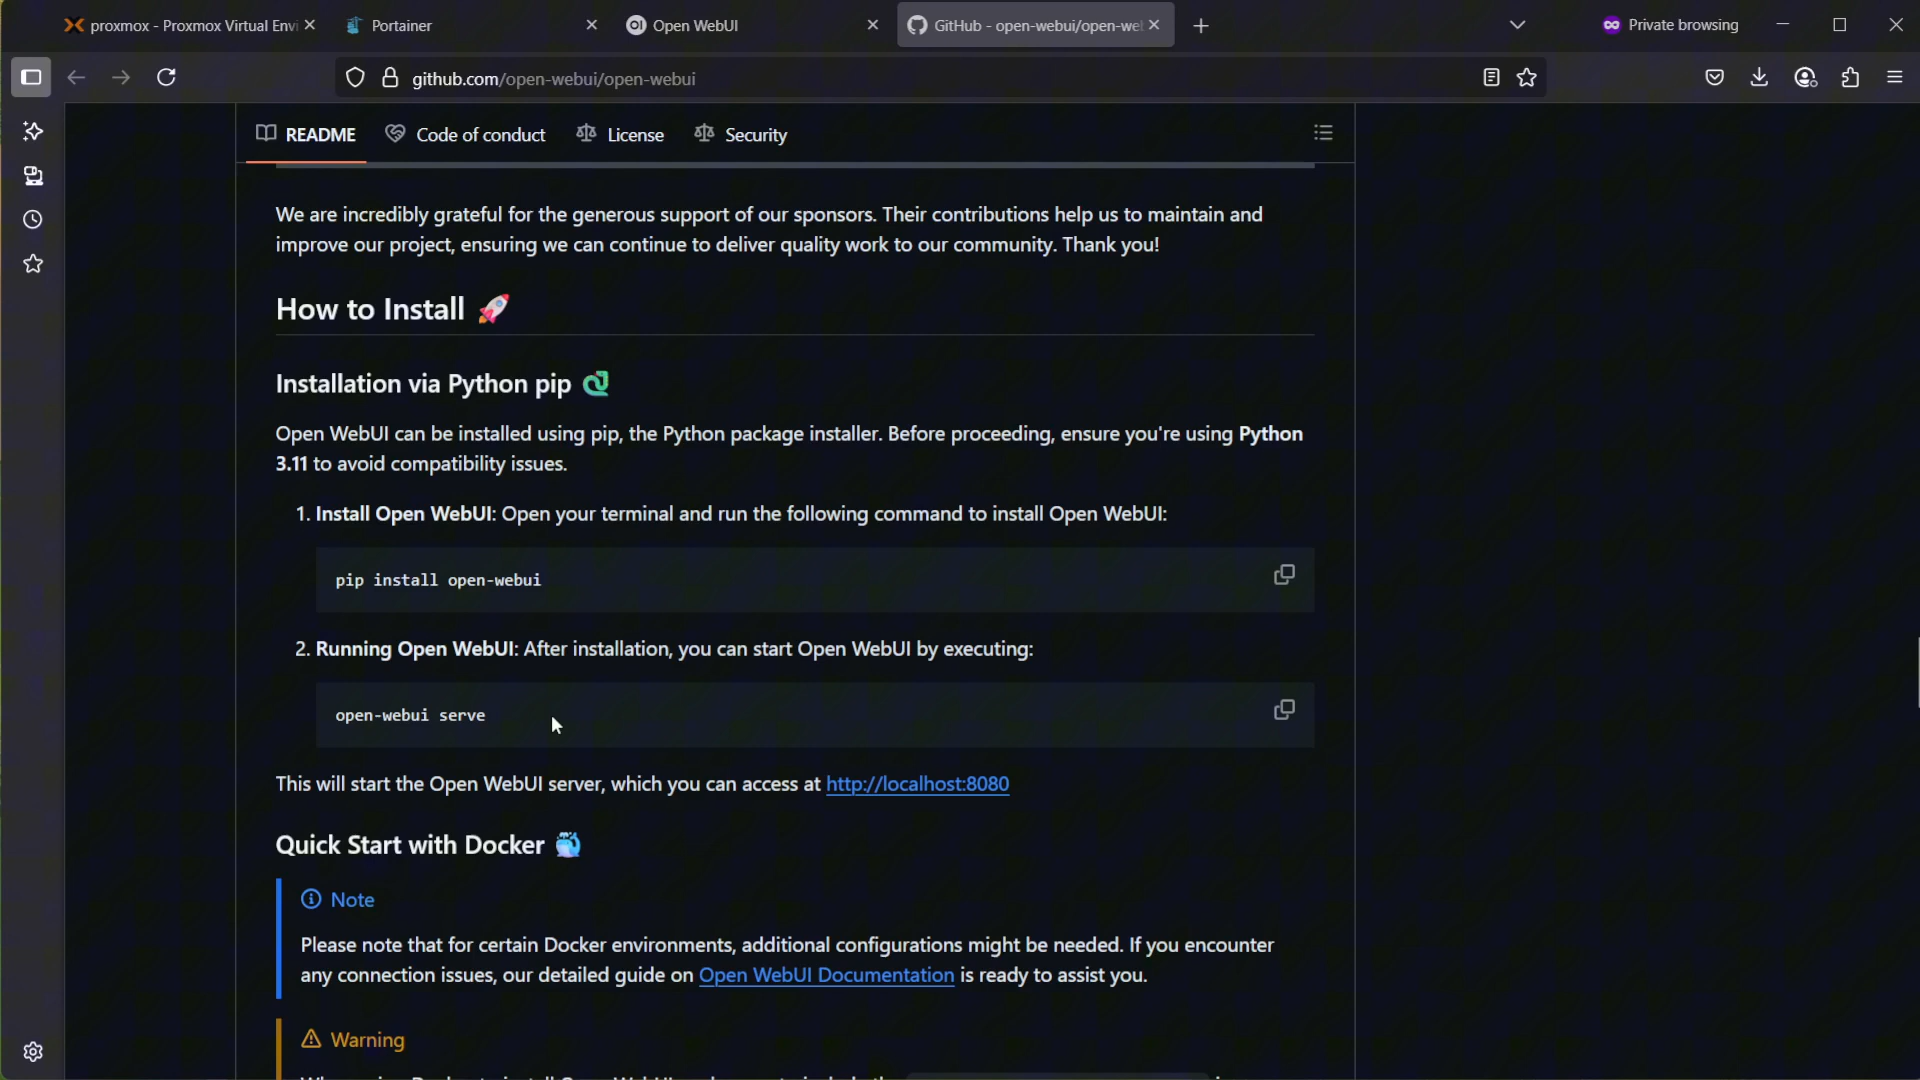 proxmox - Proxmox Virtual Envi
Portainer
Open WebUI
GitHub - open-webui/open-we
Private browsing
github.com/open-webui/open-webui
README
Code of conduct
License
Security
We are incredibly grateful for the generous support of our sponsors. Their contributions help us to maintain and
improve our project, ensuring we can continue to deliver quality work to our community. Thank you!
How to Install 🚀
Installation via Python pip 🐍
Open WebUI can be installed using pip, the Python package installer. Before proceeding, ensure you're using Python
3.11 to avoid compatibility issues.
1. Install Open WebUI: Open your terminal and run the following command to install Open WebUI:
pip install open-webui
2. Running Open WebUI: After installation, you can start Open WebUI by executing:
open-webui serve
This will start the Open WebUI server, which you can access at http://localhost:8080
Quick Start with Docker 🐳
Note
Please note that for certain Docker environments, additional configurations might be needed. If you encounter
any connection issues, our detailed guide on Open WebUI Documentation is ready to assist you.
Warning